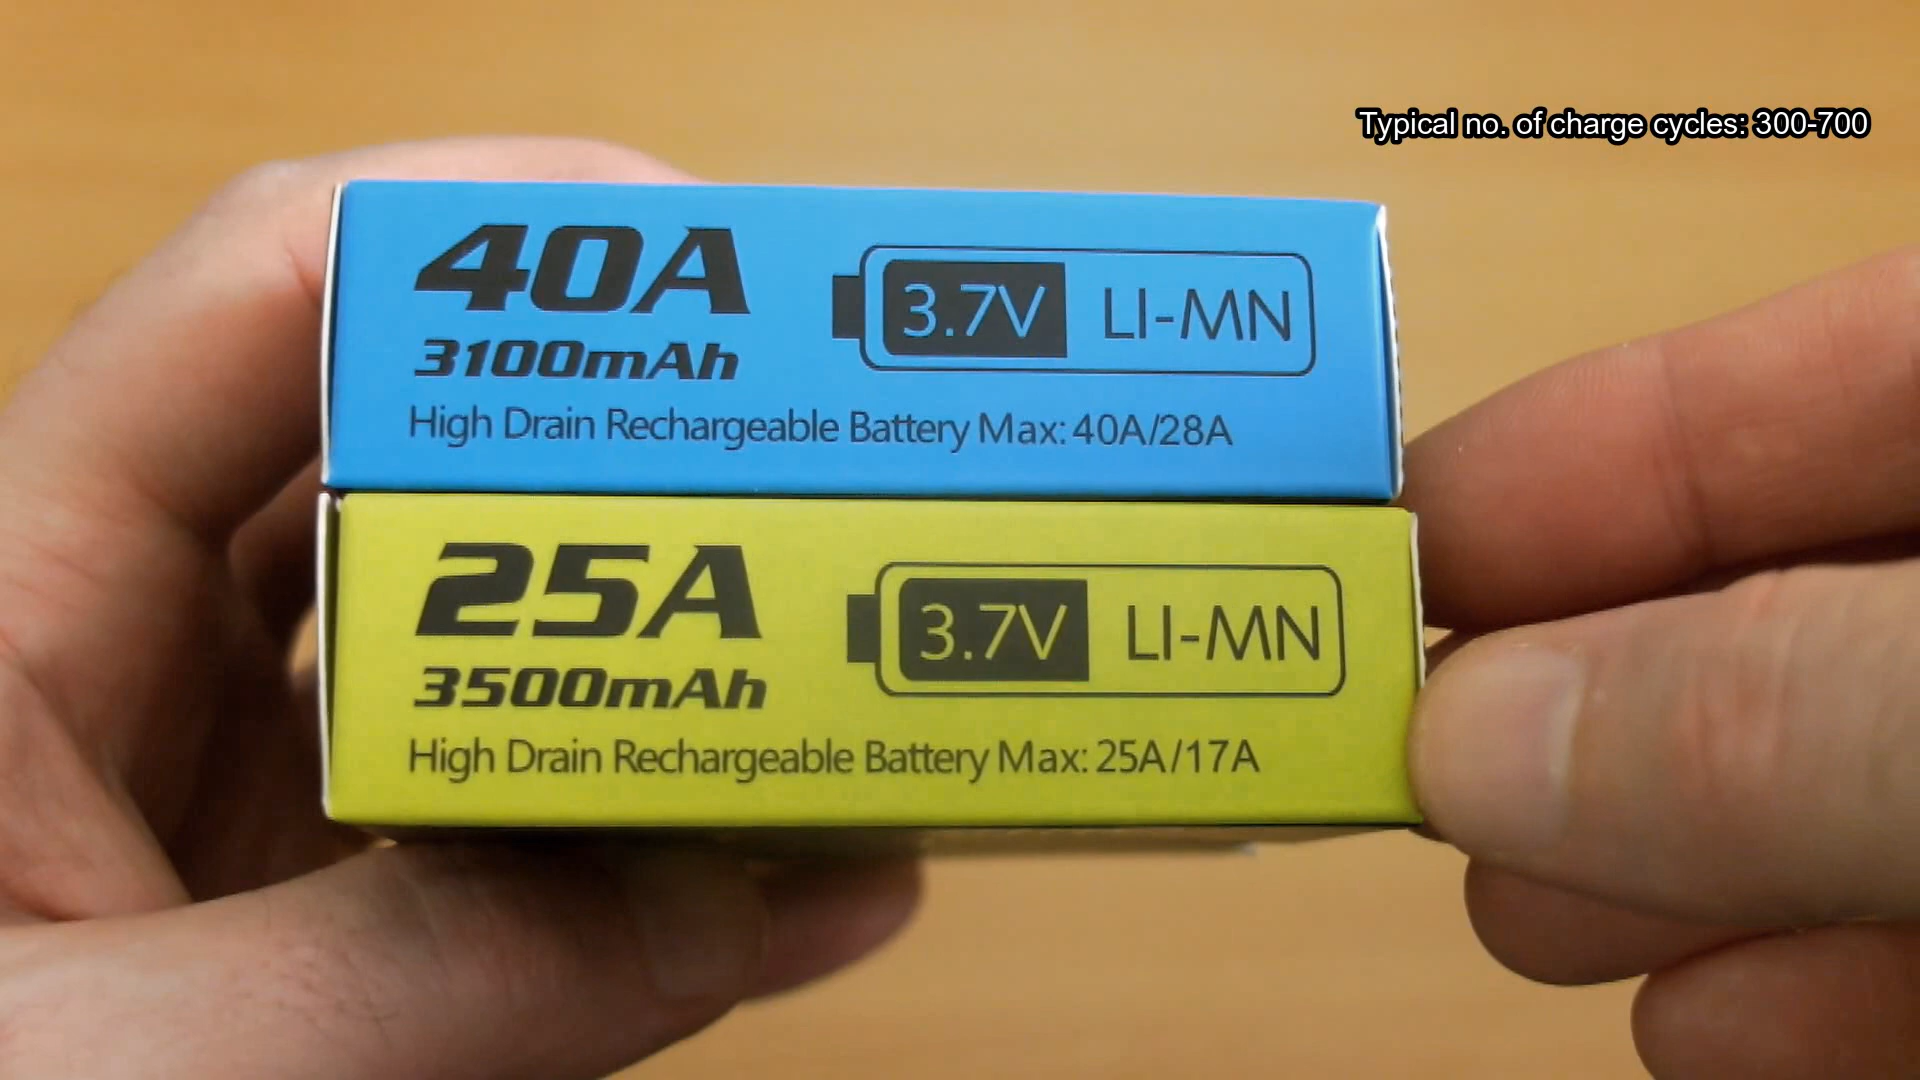 Typical no. of charge cycles: 300-700
40A
3.7V LI-MN
3100mAh
High Drain Rechargeable Battery Max: 40A/28A
25A
3.7V LI-MN
3500mAh
High Drain Rechargeable Battery Max: 25A/17A